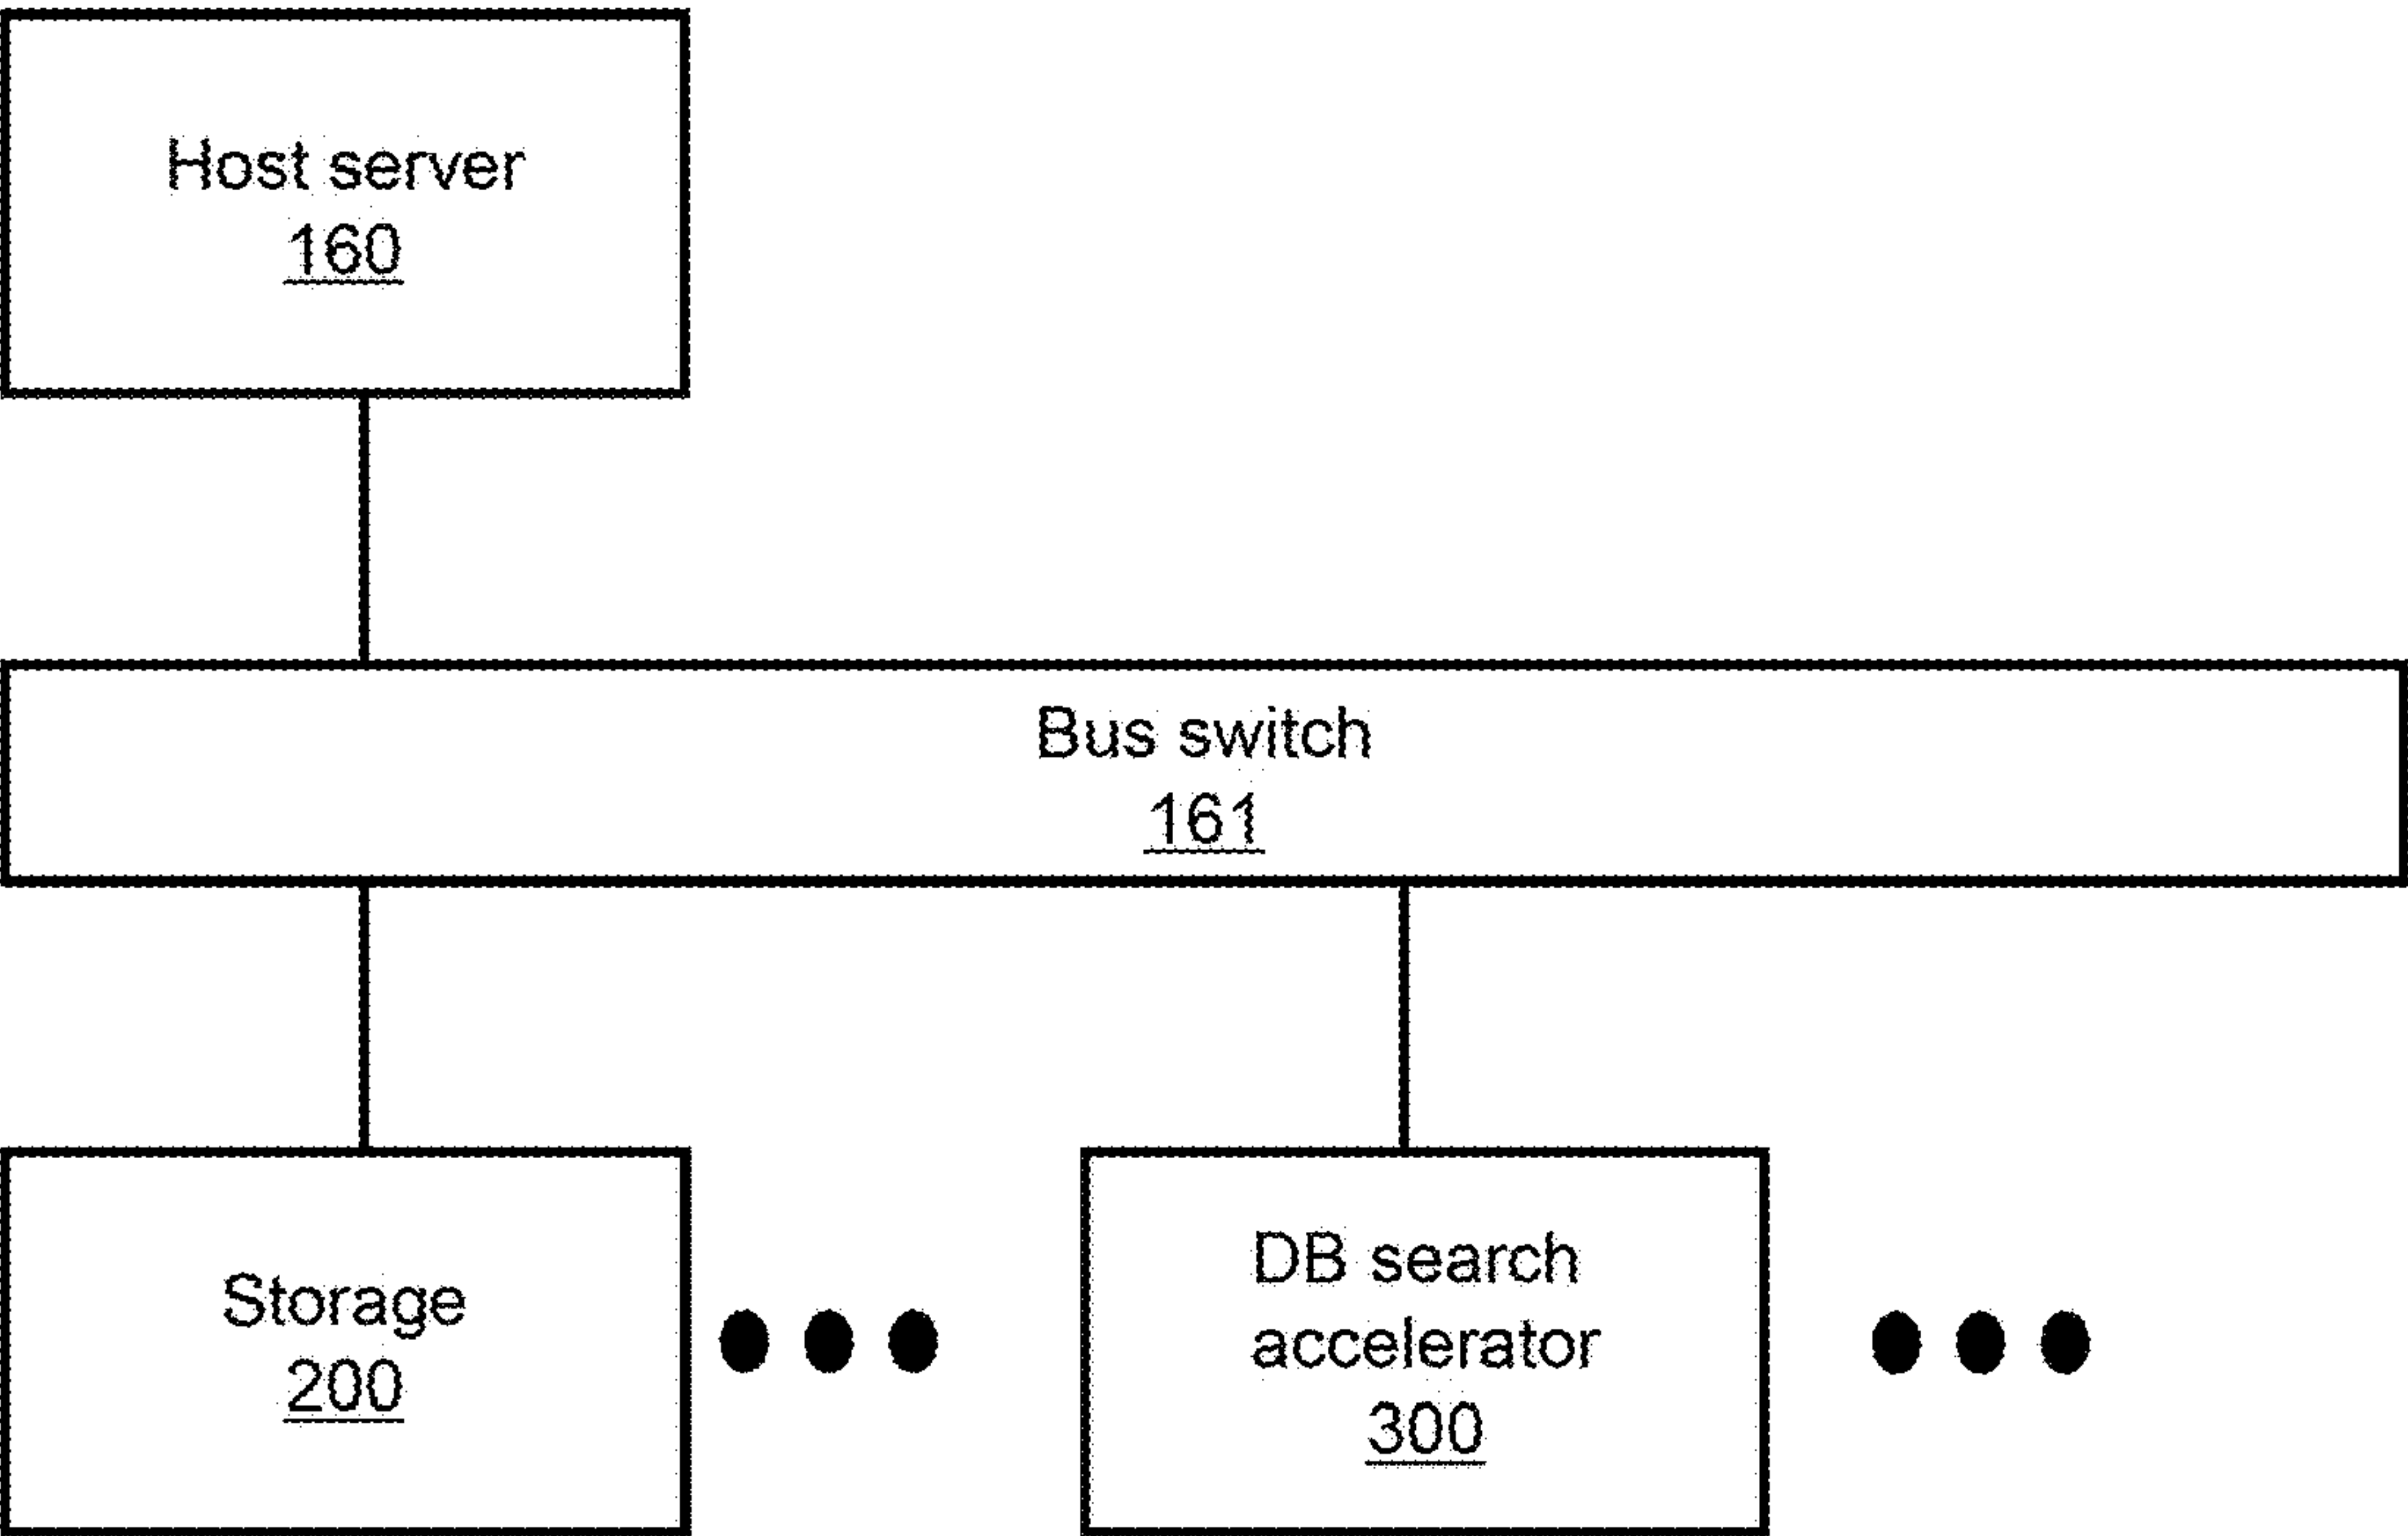 Host server
160
Bus switch
161
Storage
200
DB search
accelerator
300